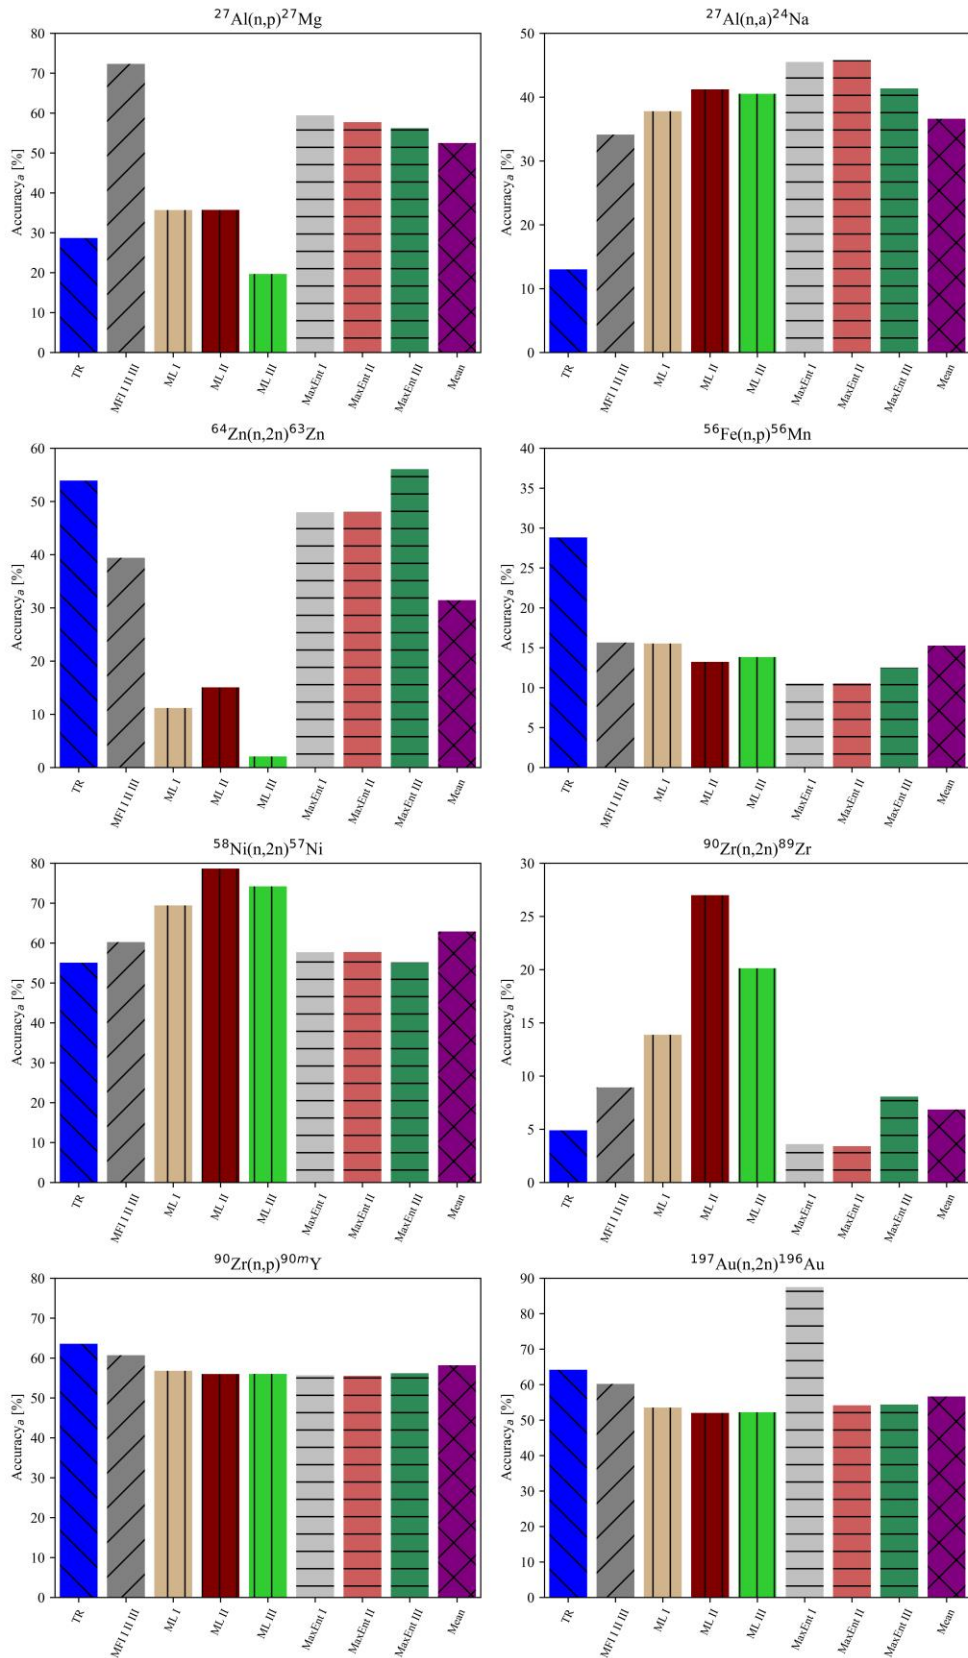 ²⁷Al(n,p)²⁷Mg
Accuracyₐ [%]
80
70
60
50
40
30
20
10
0
TR
MFI I II III
ML I
ML II
ML III
MaxEnt I
MaxEnt II
MaxEnt III
Mean
²⁷Al(n,a)²⁴Na
Accuracyₐ [%]
50
40
30
20
10
0
TR
MFI I II III
ML I
ML II
ML III
MaxEnt I
MaxEnt II
MaxEnt III
Mean
⁶⁴Zn(n,2n)⁶³Zn
Accuracyₐ [%]
60
50
40
30
20
10
0
TR
MFI I II III
ML I
ML II
ML III
MaxEnt I
MaxEnt II
MaxEnt III
Mean
⁵⁶Fe(n,p)⁵⁶Mn
Accuracyₐ [%]
40
35
30
25
20
15
10
5
0
TR
MFI I II III
ML I
ML II
ML III
MaxEnt I
MaxEnt II
MaxEnt III
Mean
⁵⁸Ni(n,2n)⁵⁷Ni
Accuracyₐ [%]
80
70
60
50
40
30
20
10
0
TR
MFI I II III
ML I
ML II
ML III
MaxEnt I
MaxEnt II
MaxEnt III
Mean
⁹⁰Zr(n,2n)⁸⁹Zr
Accuracyₐ [%]
30
25
20
15
10
5
0
TR
MFI I II III
ML I
ML II
ML III
MaxEnt I
MaxEnt II
MaxEnt III
Mean
⁹⁰Zr(n,p)⁹⁰ᵐY
Accuracyₐ [%]
80
70
60
50
40
30
20
10
0
TR
MFI I II III
ML I
ML II
ML III
MaxEnt I
MaxEnt II
MaxEnt III
Mean
¹⁹⁷Au(n,2n)¹⁹⁶Au
Accuracyₐ [%]
90
80
70
60
50
40
30
20
10
0
TR
MFI I II III
ML I
ML II
ML III
MaxEnt I
MaxEnt II
MaxEnt III
Mean